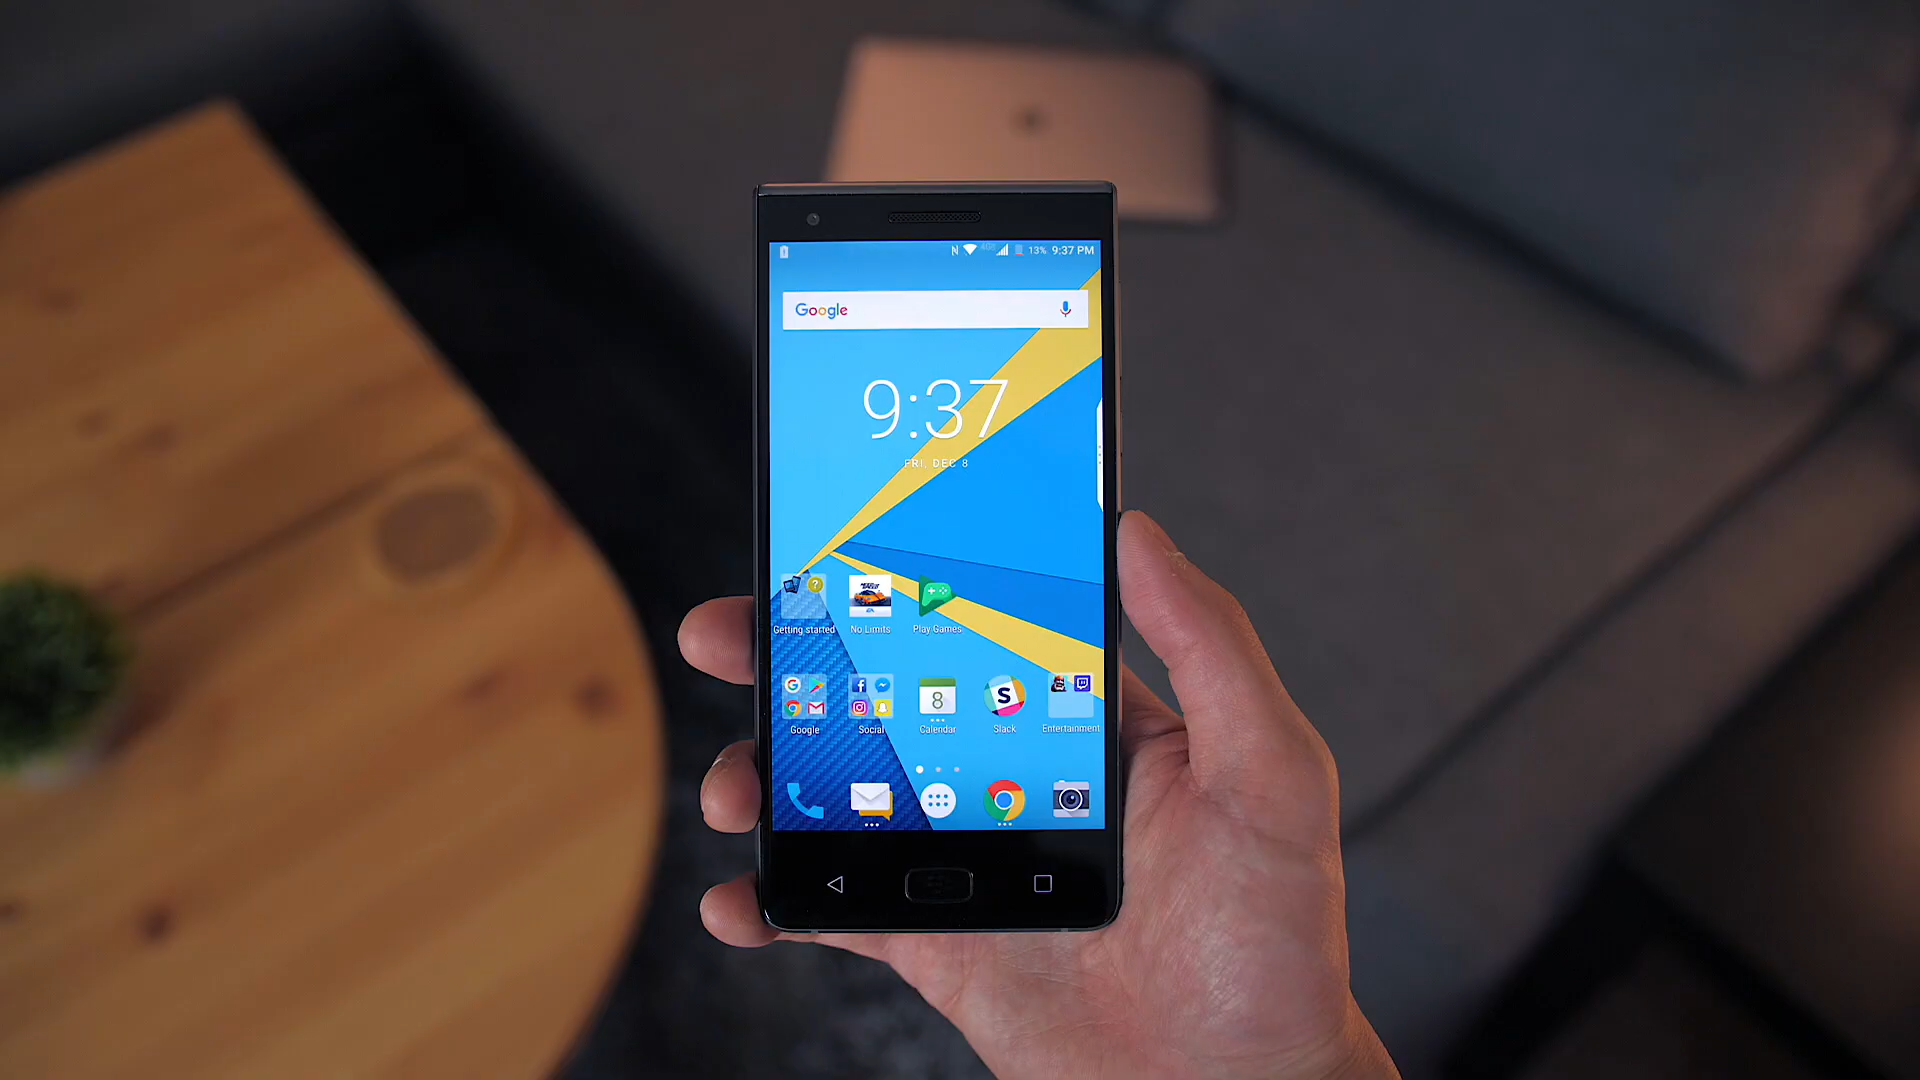 13% 9:37 PM
Google
9:37
FRI, DEC 8
?
Getting started
No Limits
Play Games
8
S
Google
Social
Calendar
Slack
Entertainment